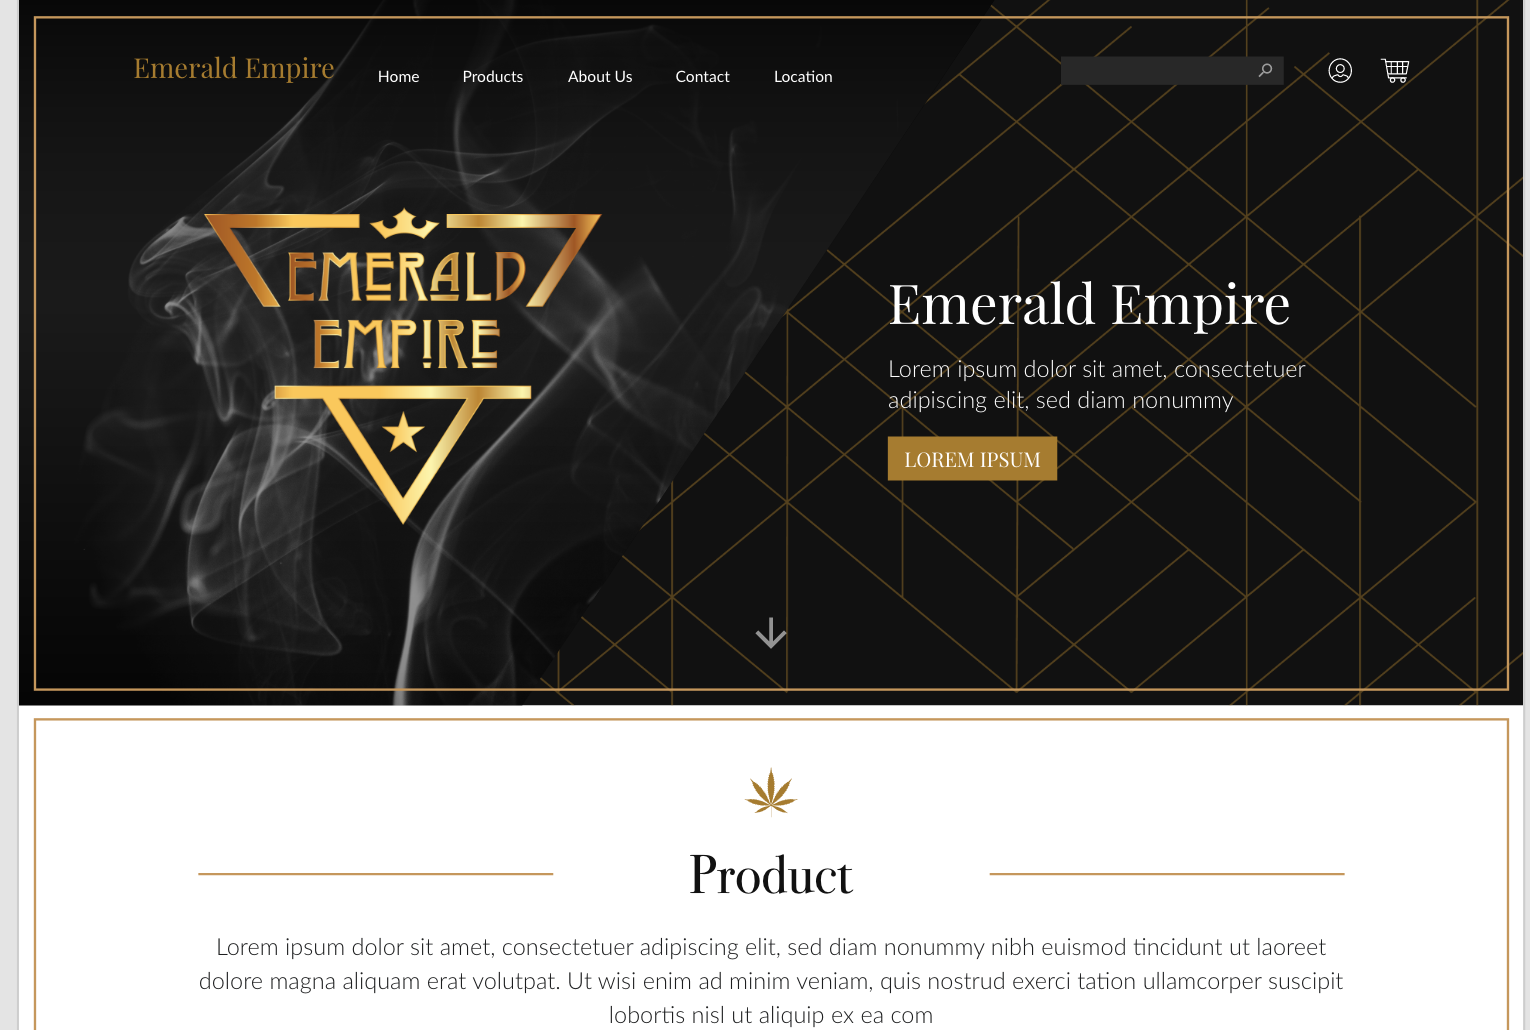 Emerald Empire
Home Products About Us Contact Location
EMERALD
EMPIRE
Emerald Empire
Lorem ipsum dolor sit amet, consectetuer
adipiscing elit, sed diam nonummy
LOREM IPSUM
Product
Lorem ipsum dolor sit amet, consectetuer adipiscing elit, sed diam nonummy nibh euismod tincidunt ut laoreet
dolore magna aliquam erat volutpat. Ut wisi enim ad minim veniam, quis nostrud exerci tation ullamcorper suscipit
lobortis nisl ut aliquip ex ea com